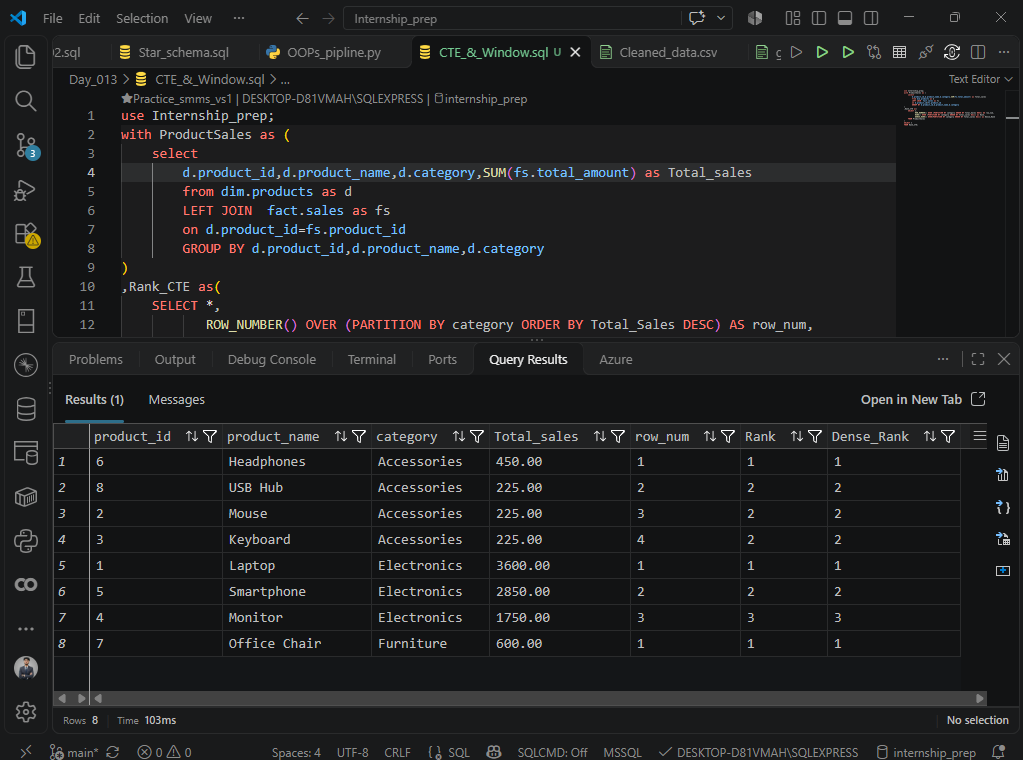 File Edit Selection View ··· Internship_prep
02.sql Star_schema.sql OOPs_pipline.py CTE_&_Window.sql U Cleaned_data.csv
Day_013 > CTE_&_Window.sql > ... Text Editor
Practice_smms_vs1 | DESKTOP-D81VMAH\SQLEXPRESS | internship_prep
1 use Internship_prep;
2 with ProductSales as (
3 select
4 d.product_id,d.product_name,d.category,SUM(fs.total_amount) as Total_sales
5 from dim.products as d
6 LEFT JOIN  fact.sales as fs
7 on d.product_id=fs.product_id
8 GROUP BY d.product_id,d.product_name,d.category
9 )
10 ,Rank_CTE as(
11 SELECT *,
12 ROW_NUMBER() OVER (PARTITION BY category ORDER BY Total_Sales DESC) AS row_num,
3
Problems Output Debug Console Terminal Ports Query Results Azure
Results (1) Messages Open in New Tab
product_id product_name category Total_sales row_num Rank Dense_Rank
1 6 Headphones Accessories 450.00 1 1 1
2 8 USB Hub Accessories 225.00 2 2 2
3 2 Mouse Accessories 225.00 3 2 2
4 3 Keyboard Accessories 225.00 4 2 2
5 1 Laptop Electronics 3600.00 1 1 1
6 5 Smartphone Electronics 2850.00 2 2 2
7 4 Monitor Electronics 1750.00 3 3 3
8 7 Office Chair Furniture 600.00 1 1 1
Rows 8 Time 103ms No selection
main* 0 0 Spaces: 4 UTF-8 CRLF {} SQL SQLCMD: Off MSSQL DESKTOP-D81VMAH\SQLEXPRESS internship_prep